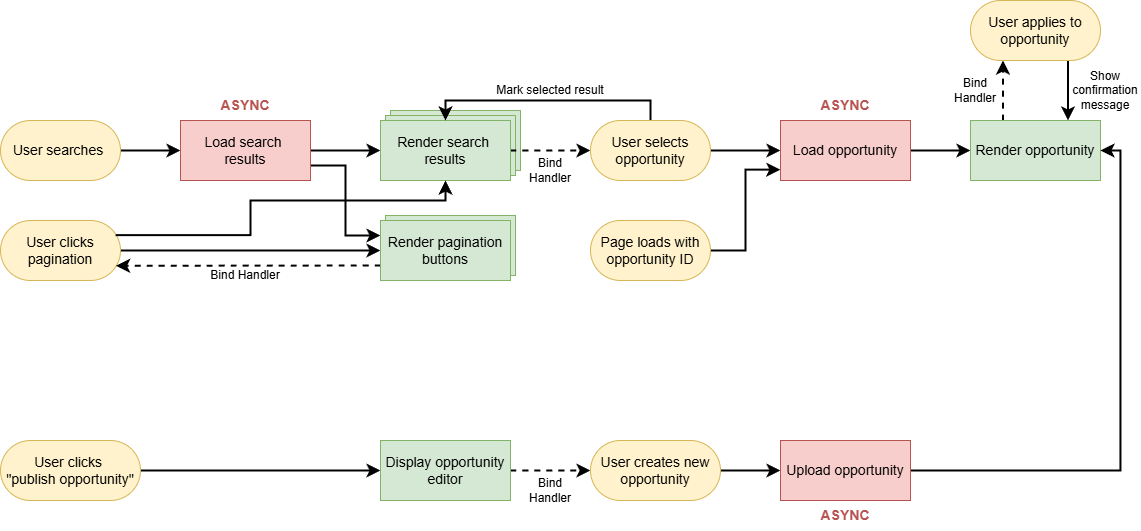 User applies to
opportunity
Bind
Handler
Show
confirmation
message
Mark selected result
ASYNC
ASYNC
User searches
Load search
results
Render search
results
Bind
Handler
User selects
opportunity
Load opportunity
Render opportunity
User clicks
pagination
Bind Handler
Render pagination
buttons
Page loads with
opportunity ID
User clicks
"publish opportunity"
Display opportunity
editor
Bind
Handler
User creates new
opportunity
Upload opportunity
ASYNC